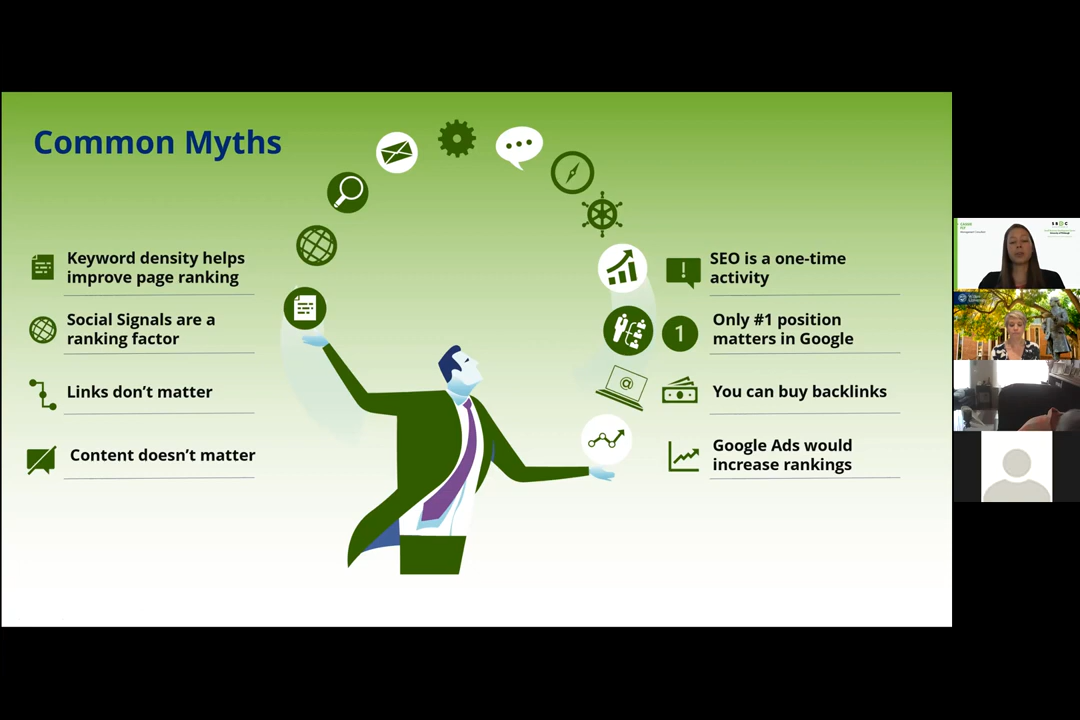 Common Myths
Keyword density helps
improve page ranking
Social Signals are a
ranking factor
Links don’t matter
Content doesn’t matter
SEO is a one-time
activity
1
Only #1 position
matters in Google
@
You can buy backlinks
Google Ads would
increase rankings
SBDC